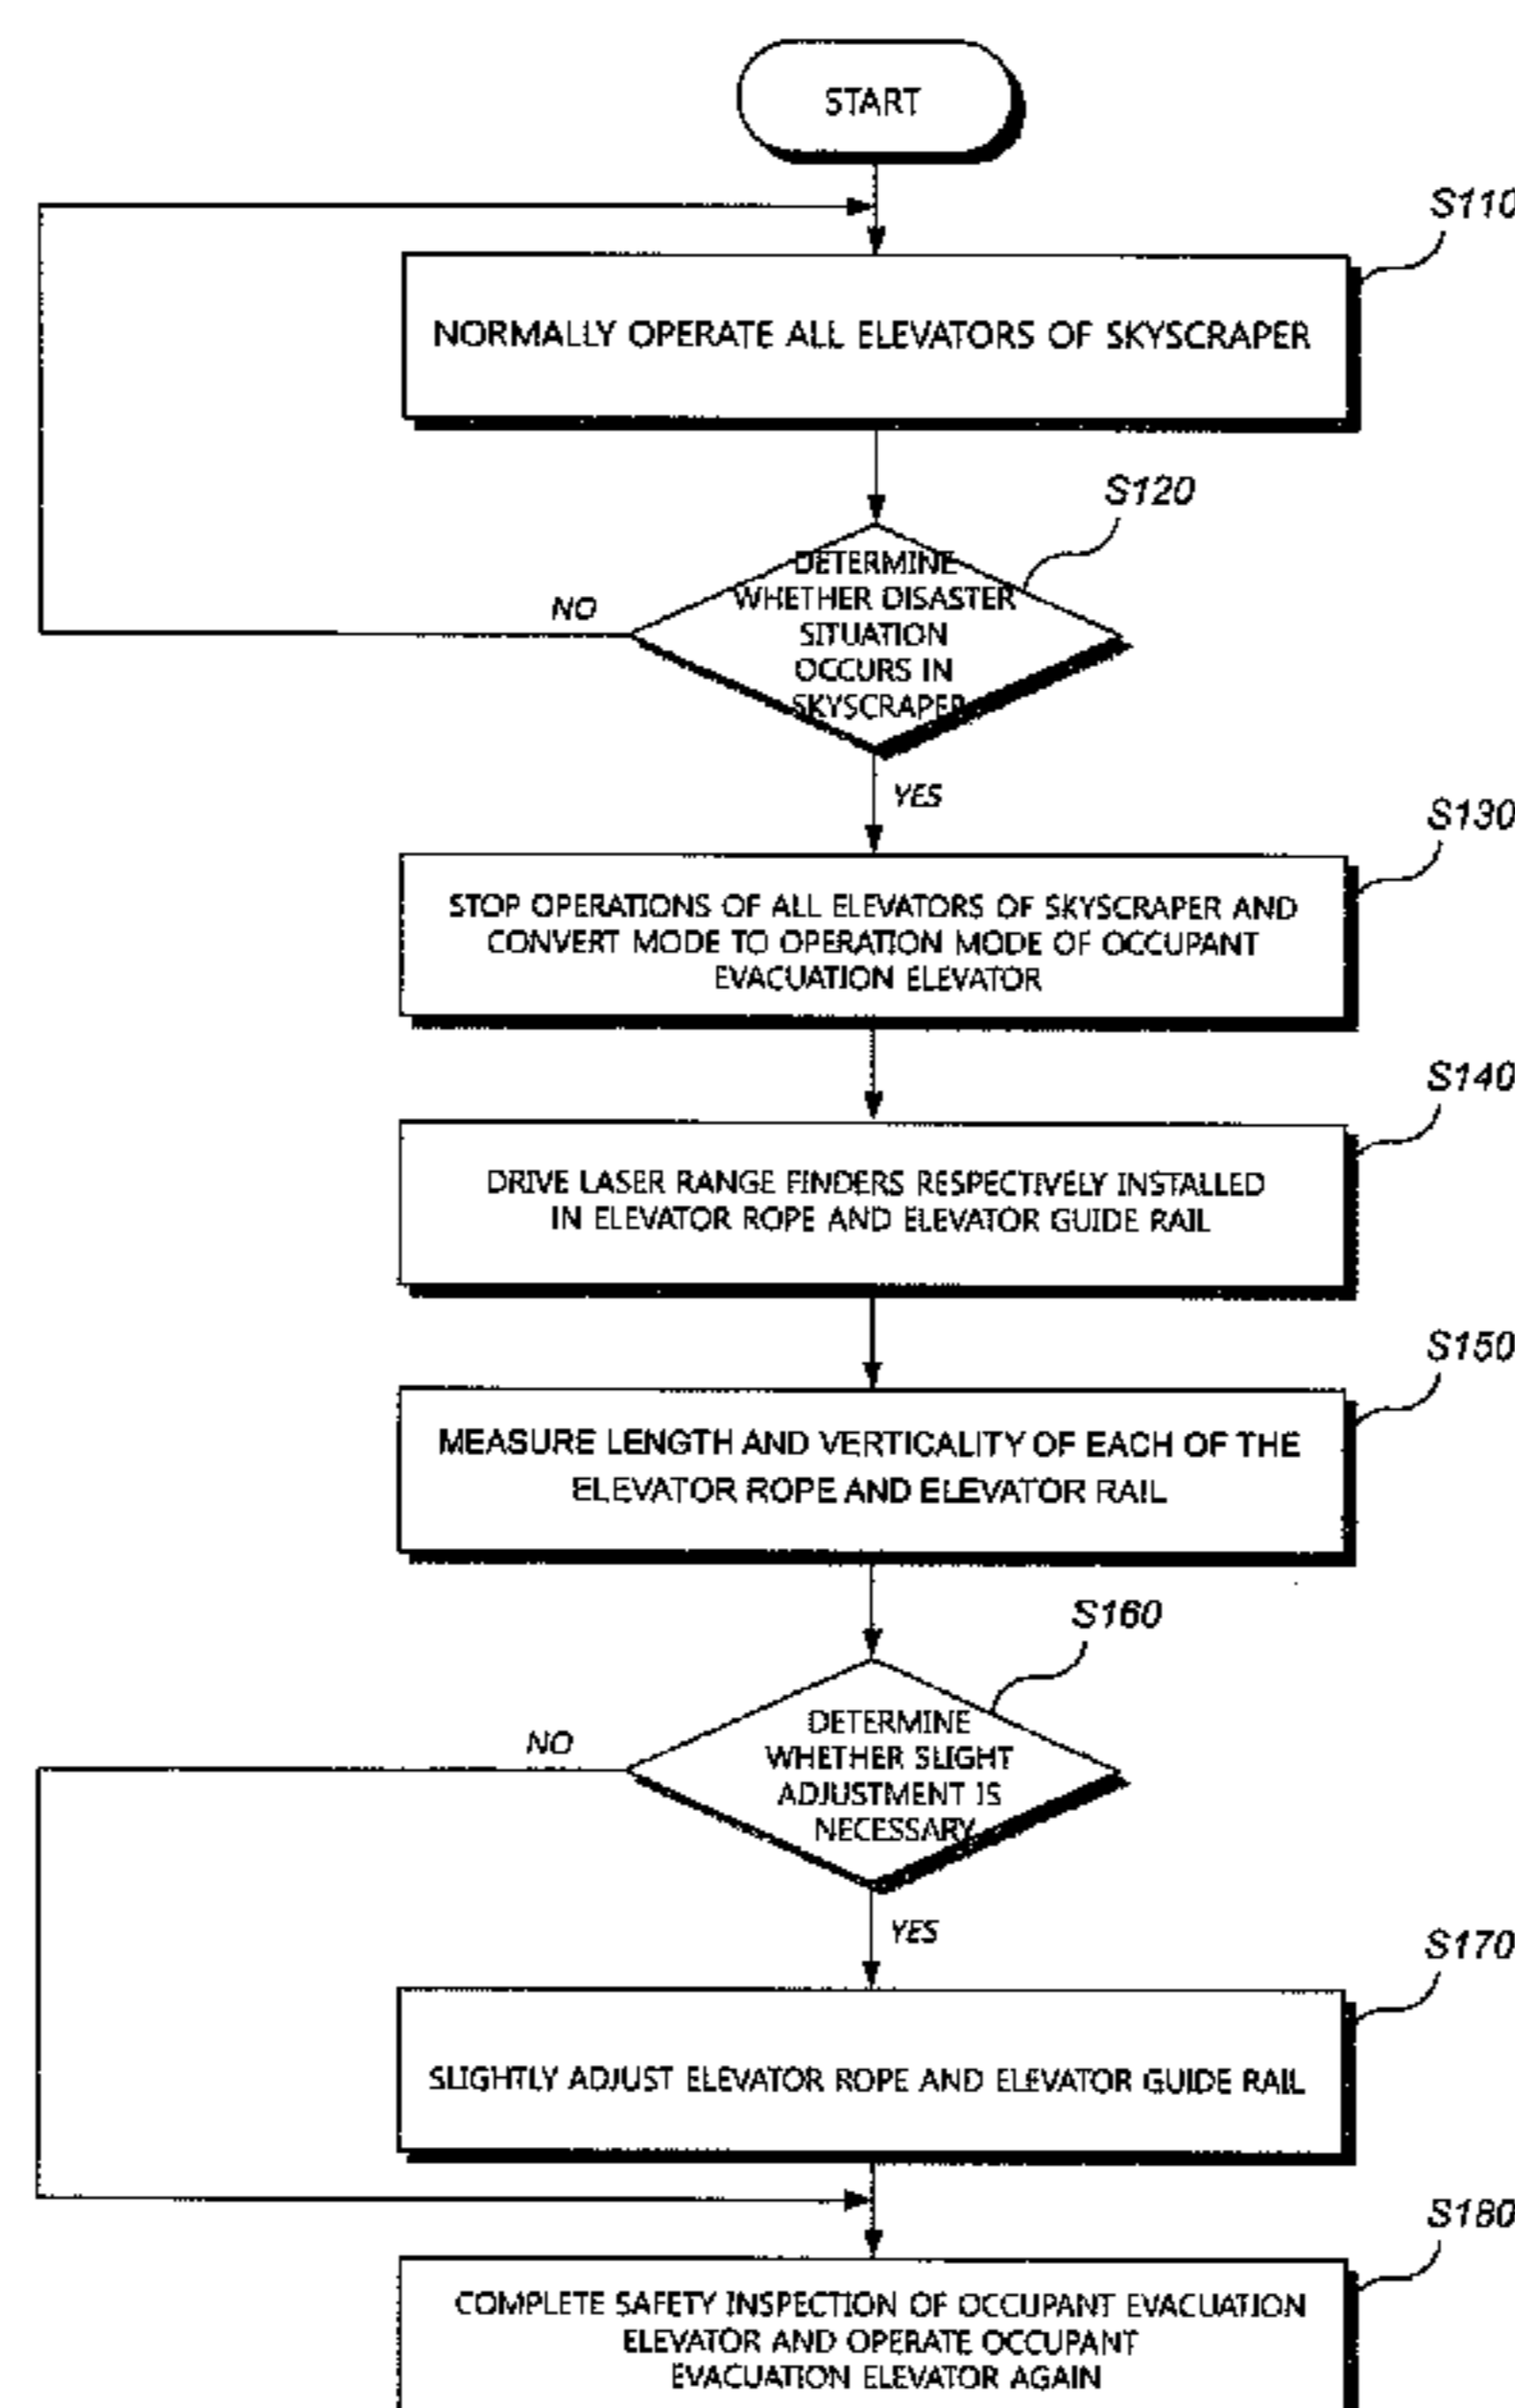 START
S110
NORMALLY OPERATE ALL ELEVATORS OF SKYSCRAPER
S120
DETERMINE
WHETHER DISASTER
SITUATION
OCCURS IN
SKYSCRAPER
NO
YES
S130
STOP OPERATIONS OF ALL ELEVATORS OF SKYSCRAPER AND
CONVERT MODE TO OPERATION MODE OF OCCUPANT
EVACUATION ELEVATOR
S140
DRIVE LASER RANGE FINDERS RESPECTIVELY INSTALLED
IN ELEVATOR ROPE AND ELEVATOR GUIDE RAIL
S150
MEASURE LENGTH AND VERTICALITY OF EACH OF THE
ELEVATOR ROPE AND ELEVATOR RAIL
S160
DETERMINE
WHETHER SLIGHT
ADJUSTMENT IS
NECESSARY
NO
YES
S170
SLIGHTLY ADJUST ELEVATOR ROPE AND ELEVATOR GUIDE RAIL
S180
COMPLETE SAFETY INSPECTION OF OCCUPANT EVACUATION
ELEVATOR AND OPERATE OCCUPANT
EVACUATION ELEVATOR AGAIN